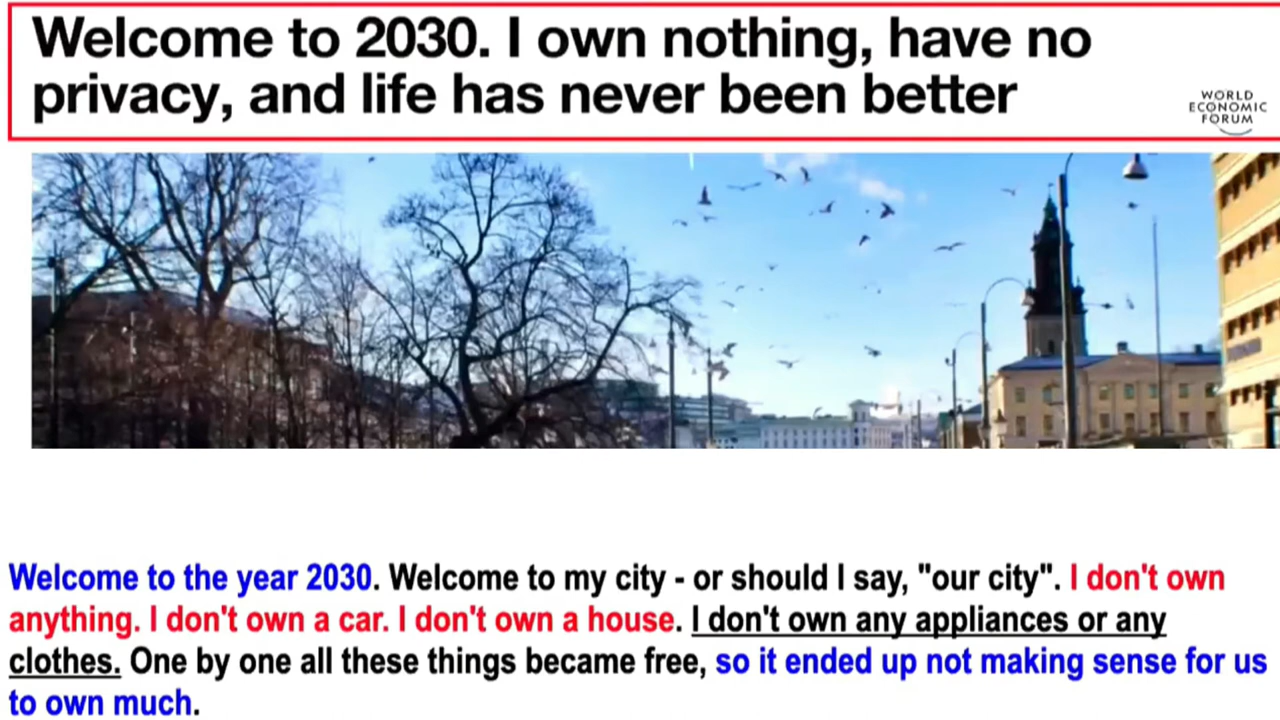 Welcome to 2030. I own nothing, have no
privacy, and life has never been better
WORLD
ECONOMIC
FORUM
Welcome to the year 2030. Welcome to my city - or should I say, "our city". I don't own
anything. I don't own a car. I don't own a house. I don't own any appliances or any
clothes. One by one all these things became free, so it ended up not making sense for us
to own much.